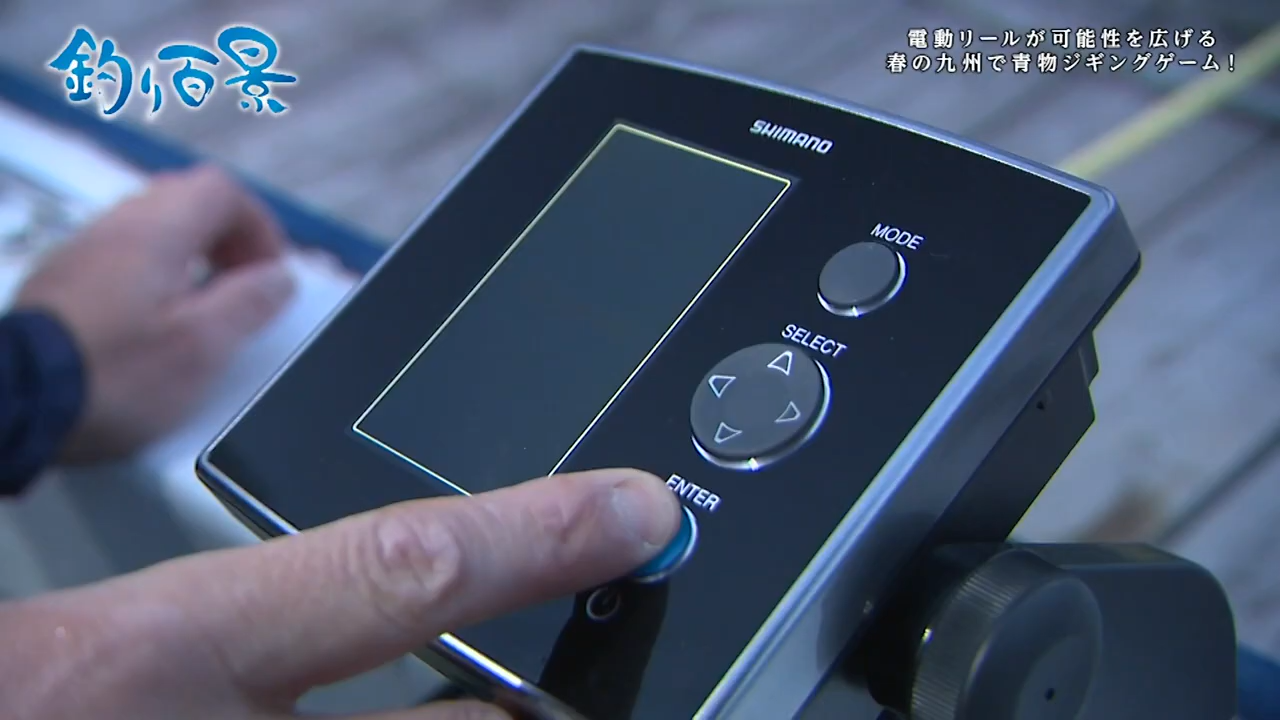 釣り百景
電動リールが可能性を広げる
春の九州で青物ジギングゲーム！
SHIMANO
MODE
SELECT
ENTER